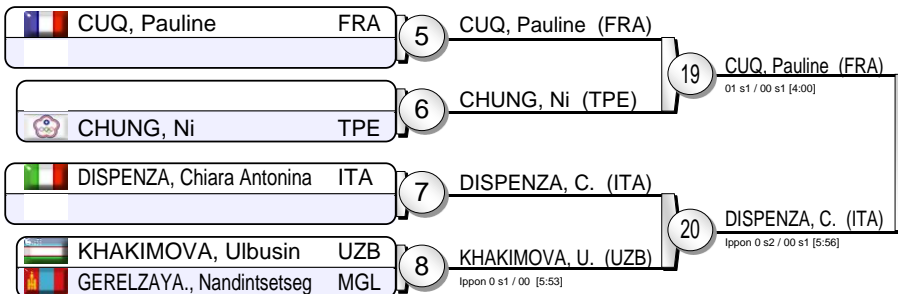 CUQ, Pauline FRA
5
CUQ, Pauline (FRA)
19
CUQ, Pauline (FRA)
01 s1 / 00 s1 [4:00]
6
CHUNG, Ni (TPE)
CHUNG, Ni TPE
DISPENZA, Chiara Antonina ITA
7
DISPENZA, C. (ITA)
20
DISPENZA, C. (ITA)
Ippon 0 s2 / 00 s1 [5:56]
KHAKIMOVA, Ulbusin UZB
8
KHAKIMOVA, U. (UZB)
Ippon 0 s1 / 00 [5:53]
GERELZAYA., Nandintsetseg MGL